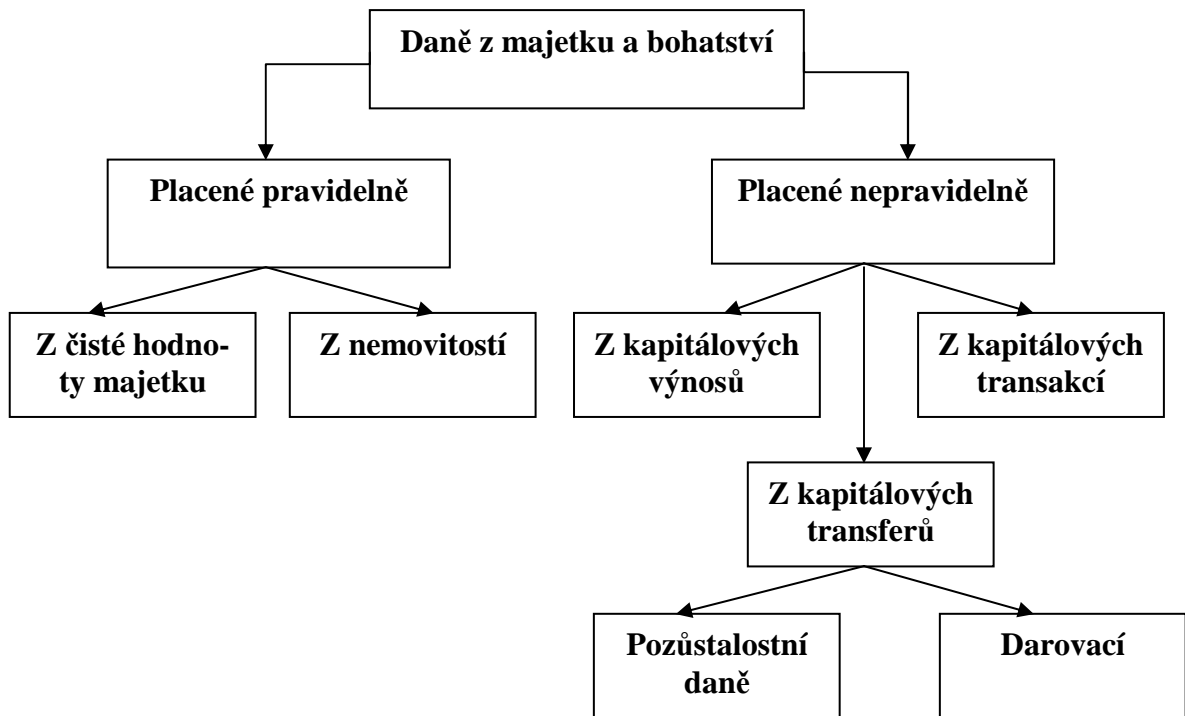 Daně z majetku a bohatství
Placené pravidelně
Placené nepravidelně
Z čisté hodno-
ty majetku
Z nemovitostí
Z kapitálových
výnosů
Z kapitálových
transakcí
Z kapitálových
transferů
Pozůstalostní
daně
Darovací